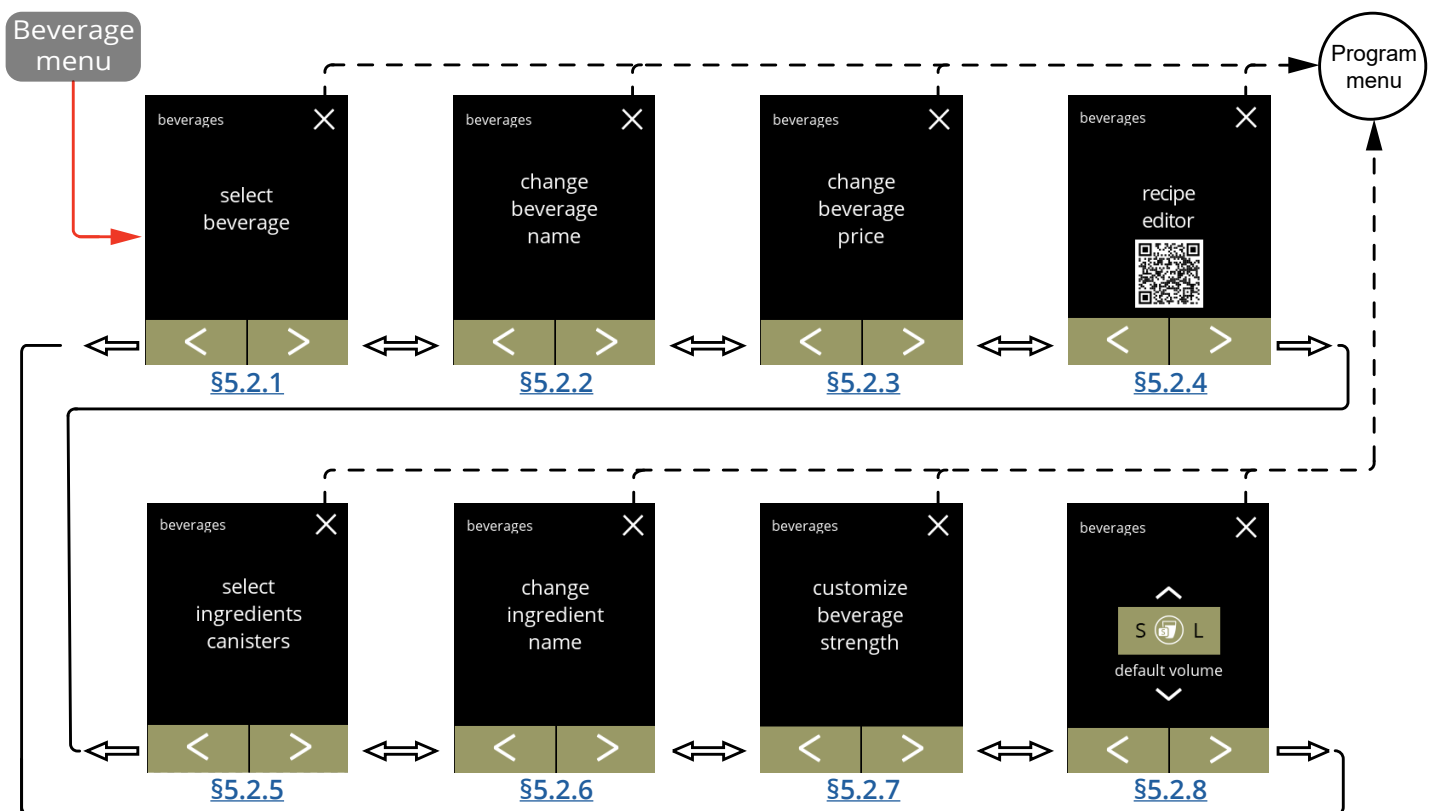 Beverage
menu
Program
menu
beverages
select
beverage
§5.2.1
beverages
change
beverage
name
§5.2.2
beverages
change
beverage
price
§5.2.3
beverages
recipe
editor
§5.2.4
beverages
select
ingredients
canisters
§5.2.5
beverages
change
ingredient
name
§5.2.6
beverages
customize
beverage
strength
§5.2.7
beverages
S L
default volume
§5.2.8